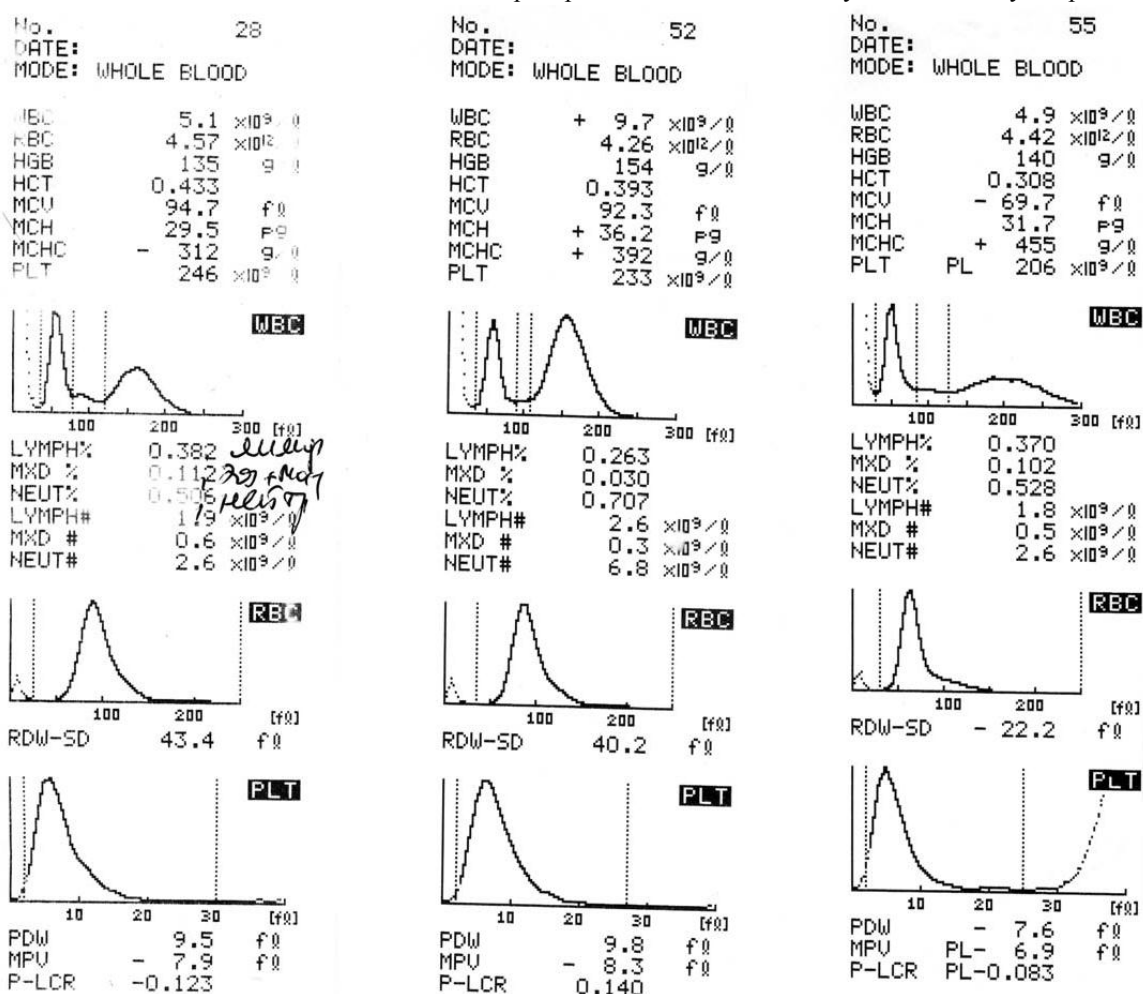 No. 28
DATE:
MODE: WHOLE BLOOD
WBC 5.1 ×10⁹/ℓ
RBC 4.57 ×10¹²
HGB 135 g ℓ
HCT 0.433
MCV 94.7 fℓ
MCH 29.5 pg
MCHC - 312 g/ℓ
PLT 246 ×10⁹ ℓ
WBC
100 200 300 [fℓ]
LYMPH% 0.382
MXD % 0.112
NEUT% 0.506
LYMPH# 1.9 ×10⁹/ℓ
MXD # 0.6 ×10⁹/ℓ
NEUT# 2.6 ×10⁹/ℓ
RBC
100 200 [fℓ]
RDW-SD 43.4 fℓ
PLT
10 20 30 [fℓ]
PDW 9.5 fℓ
MPV - 7.9 fℓ
P-LCR -0.123
No. 52
DATE:
MODE: WHOLE BLOOD
WBC + 9.7 ×10⁹/ℓ
RBC 4.26 ×10¹²/ℓ
HGB 154 g/ℓ
HCT 0.393
MCV 92.3 fℓ
MCH + 36.2 pg
MCHC + 392 g/ℓ
PLT 233 ×10⁹/ℓ
WBC
100 200 300 [fℓ]
LYMPH% 0.263
MXD % 0.030
NEUT% 0.707
LYMPH# 2.6 ×10⁹/ℓ
MXD # 0.3 ×10⁹/ℓ
NEUT# 6.8 ×10⁹/ℓ
RBC
100 200 [fℓ]
RDW-SD 40.2 fℓ
PLT
10 20 30 [fℓ]
PDW 9.8 fℓ
MPV - 8.3 fℓ
P-LCR 0.140
No. 55
DATE:
MODE: WHOLE BLOOD
WBC 4.9 ×10⁹/ℓ
RBC 4.42 ×10¹²/ℓ
HGB 140 g/ℓ
HCT 0.308
MCV - 69.7 fℓ
MCH 31.7 pg
MCHC + 455 g/ℓ
PLT PL 206 ×10⁹/ℓ
WBC
100 200 300 [fℓ]
LYMPH% 0.370
MXD % 0.102
NEUT% 0.528
LYMPH# 1.8 ×10⁹/ℓ
MXD # 0.5 ×10⁹/ℓ
NEUT# 2.6 ×10⁹/ℓ
RBC
100 200 [fℓ]
RDW-SD - 22.2 fℓ
PLT
10 20 30 [fℓ]
PDW - 7.6 fℓ
MPV PL- 6.9 fℓ
P-LCR PL-0.083